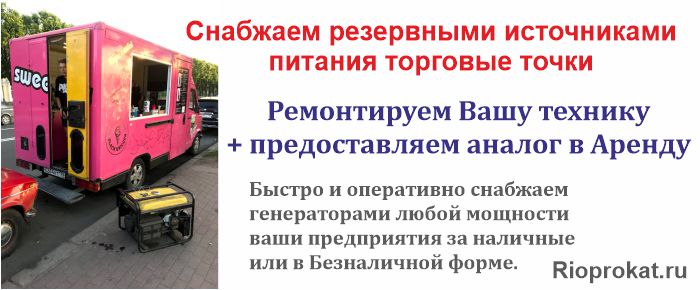 Снабжаем резервными источниками
питания торговые точки
Ремонтируем Вашу технику
+ предоставляем аналог в Аренду
Быстро и оперативно снабжаем
генераторами любой мощности
ваши предприятия за наличные
или в Безналичной форме.
Rioprokat.ru
swee